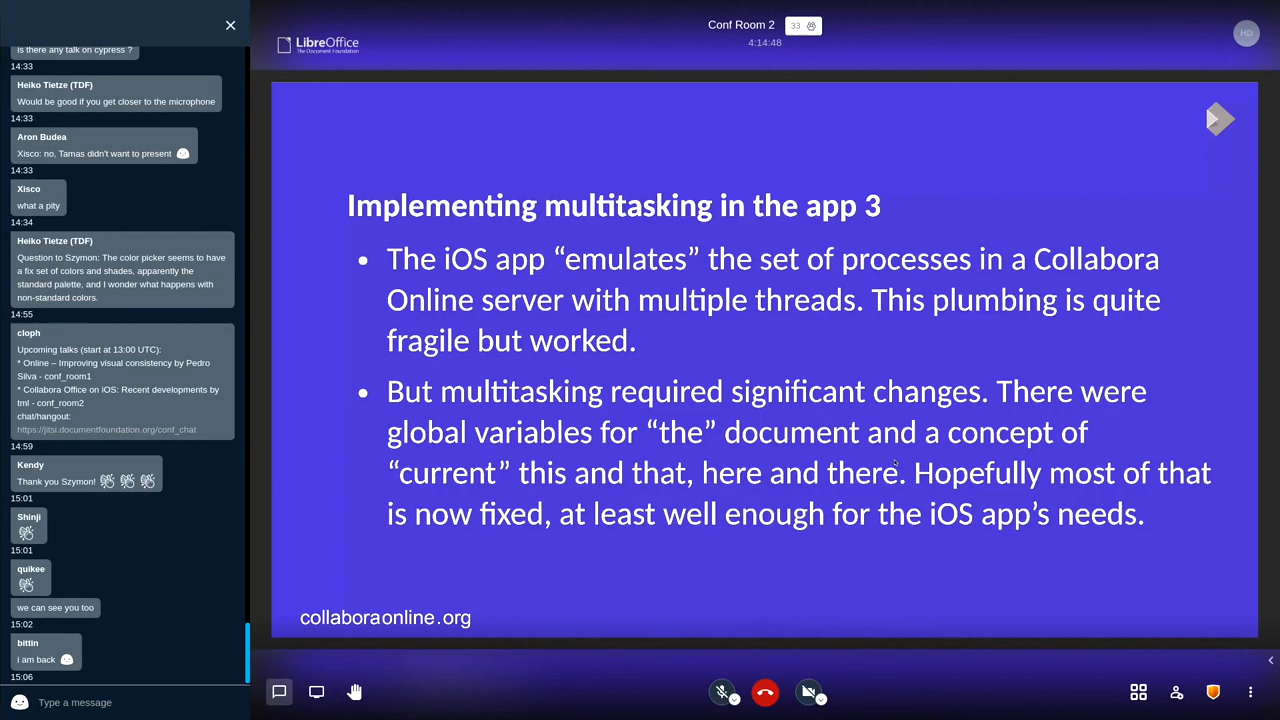 is there any talk on cypress ?
14:33
Heiko Tietze (TDF)
Would be good if you get closer to the microphone
14:33
Aron Budea
Xisco: no, Tamas didn't want to present
14:33
Xisco
what a pity
14:34
Heiko Tietze (TDF)
Question to Szymon: The color picker seems to have
a fix set of colors and shades, apparently the
standard palette, and I wonder what happens with
non-standard colors.
14:55
cloph
Upcoming talks (start at 13:00 UTC):
* Online – Improving visual consistency by Pedro
Silva - conf_room1
* Collabora Office on iOS: Recent developments by
tml - conf_room2
chat/hangout:
https://jitsi.documentfoundation.org/conf_chat
14:59
Kendy
Thank you Szymon!
15:01
Shinji
15:01
quikee
we can see you too
15:02
bittin
i am back
15:06
Type a message
LibreOffice
The Document Foundation
Conf Room 2
33
4:14:48
HD
Implementing multitasking in the app 3
• The iOS app “emulates” the set of processes in a Collabora
Online server with multiple threads. This plumbing is quite
fragile but worked.
• But multitasking required significant changes. There were
global variables for “the” document and a concept of
“current” this and that, here and there. Hopefully most of that
is now fixed, at least well enough for the iOS app’s needs.
collaboraonline.org